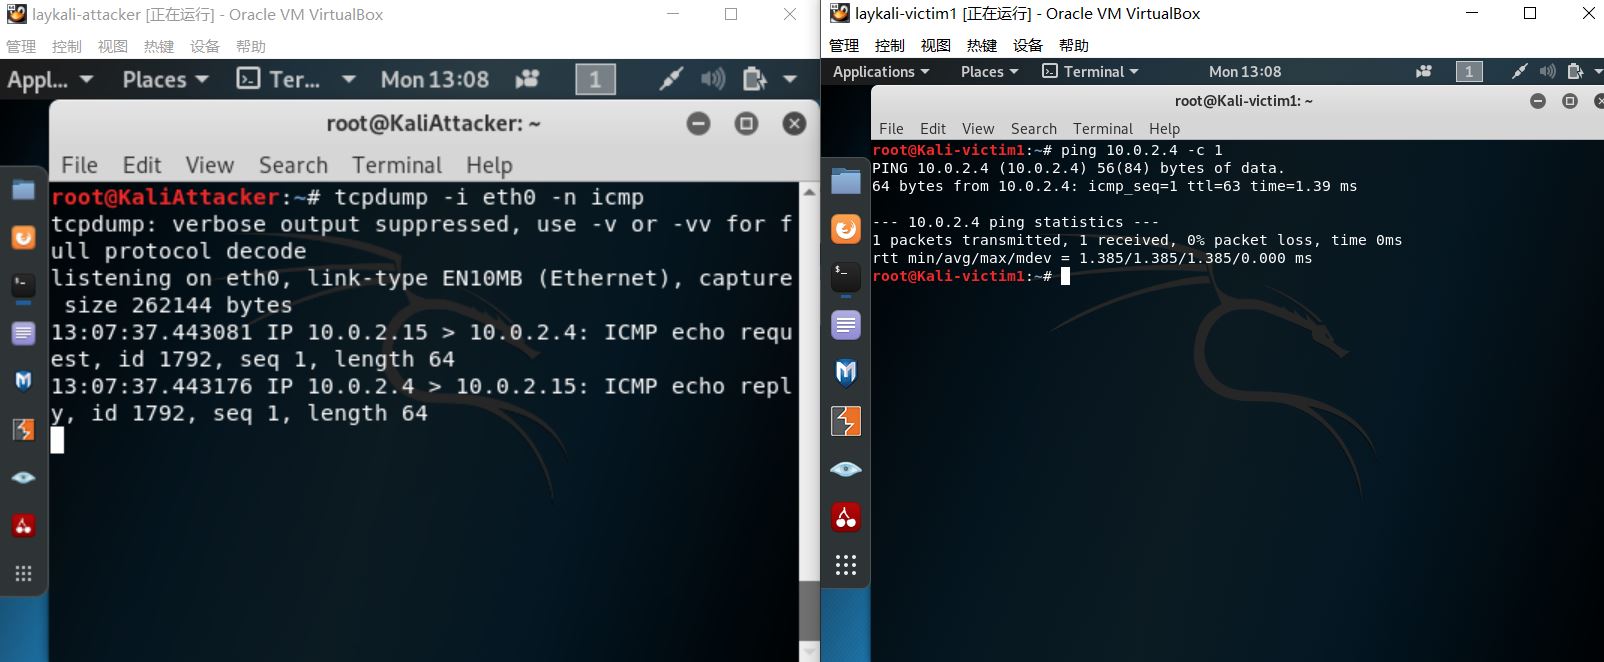 laykali-attacker [正在运行] - Oracle VM VirtualBox
管理 控制 视图 热键 设备 帮助
Appl... Places Ter... Mon 13:08 1
root@KaliAttacker: ~
File Edit View Search Terminal Help
root@KaliAttacker:~# tcpdump -i eth0 -n icmp
tcpdump: verbose output suppressed, use -v or -vv for f
ull protocol decode
listening on eth0, link-type EN10MB (Ethernet), capture
 size 262144 bytes
13:07:37.443081 IP 10.0.2.15 > 10.0.2.4: ICMP echo requ
est, id 1792, seq 1, length 64
13:07:37.443176 IP 10.0.2.4 > 10.0.2.15: ICMP echo repl
y, id 1792, seq 1, length 64
laykali-victim1 [正在运行] - Oracle VM VirtualBox
管理 控制 视图 热键 设备 帮助
Applications Places Terminal Mon 13:08 1
root@Kali-victim1: ~
File Edit View Search Terminal Help
root@Kali-victim1:~# ping 10.0.2.4 -c 1
PING 10.0.2.4 (10.0.2.4) 56(84) bytes of data.
64 bytes from 10.0.2.4: icmp_seq=1 ttl=63 time=1.39 ms
--- 10.0.2.4 ping statistics ---
1 packets transmitted, 1 received, 0% packet loss, time 0ms
rtt min/avg/max/mdev = 1.385/1.385/1.385/0.000 ms
root@Kali-victim1:~#